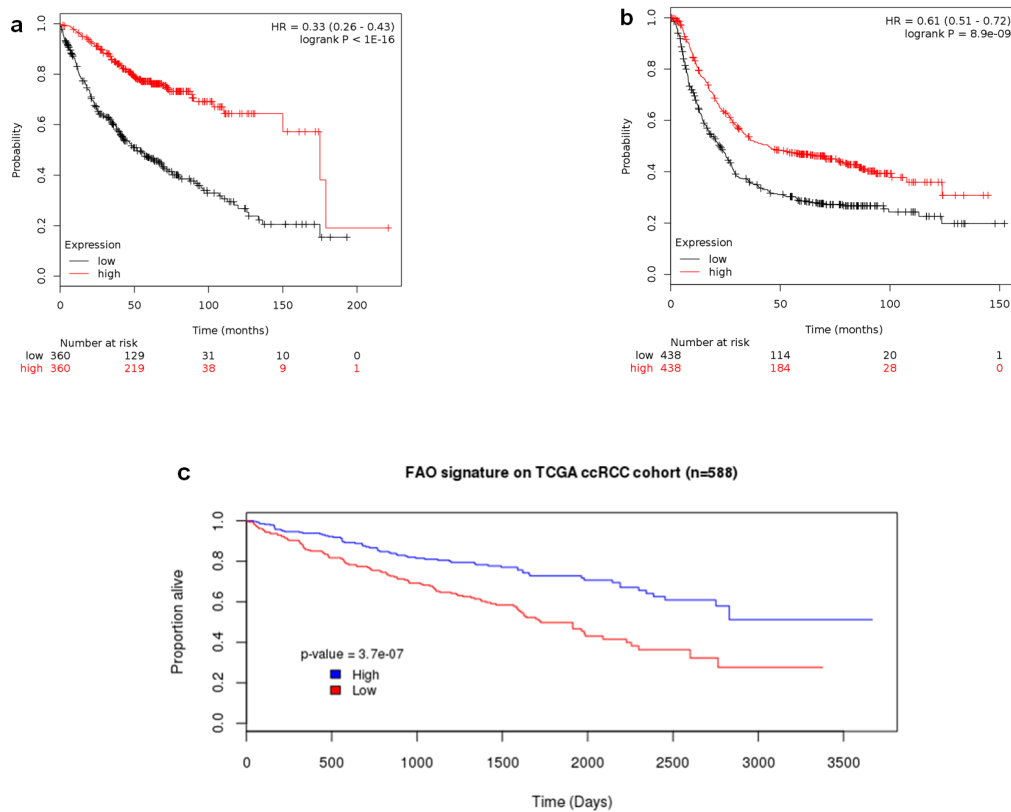 a
HR = 0.33 (0.26 - 0.43)
logrank P < 1E-16
Probability
1.0
0.8
0.6
0.4
0.2
0.0
Expression
low
high
0 50 100 150 200
Time (months)
Number at risk
low 360 129 31 10 0
high 360 219 38 9 1
b
HR = 0.61 (0.51 - 0.72)
logrank P = 8.9e-09
Probability
1.0
0.8
0.6
0.4
0.2
0.0
Expression
low
high
0 50 100 150
Time (months)
Number at risk
low 438 114 20 1
high 438 184 28 0
c
FAO signature on TCGA ccRCC cohort (n=588)
Proportion alive
1.0
0.8
0.6
0.4
0.2
0.0
p-value = 3.7e-07
High
Low
0 500 1000 1500 2000 2500 3000 3500
Time (Days)